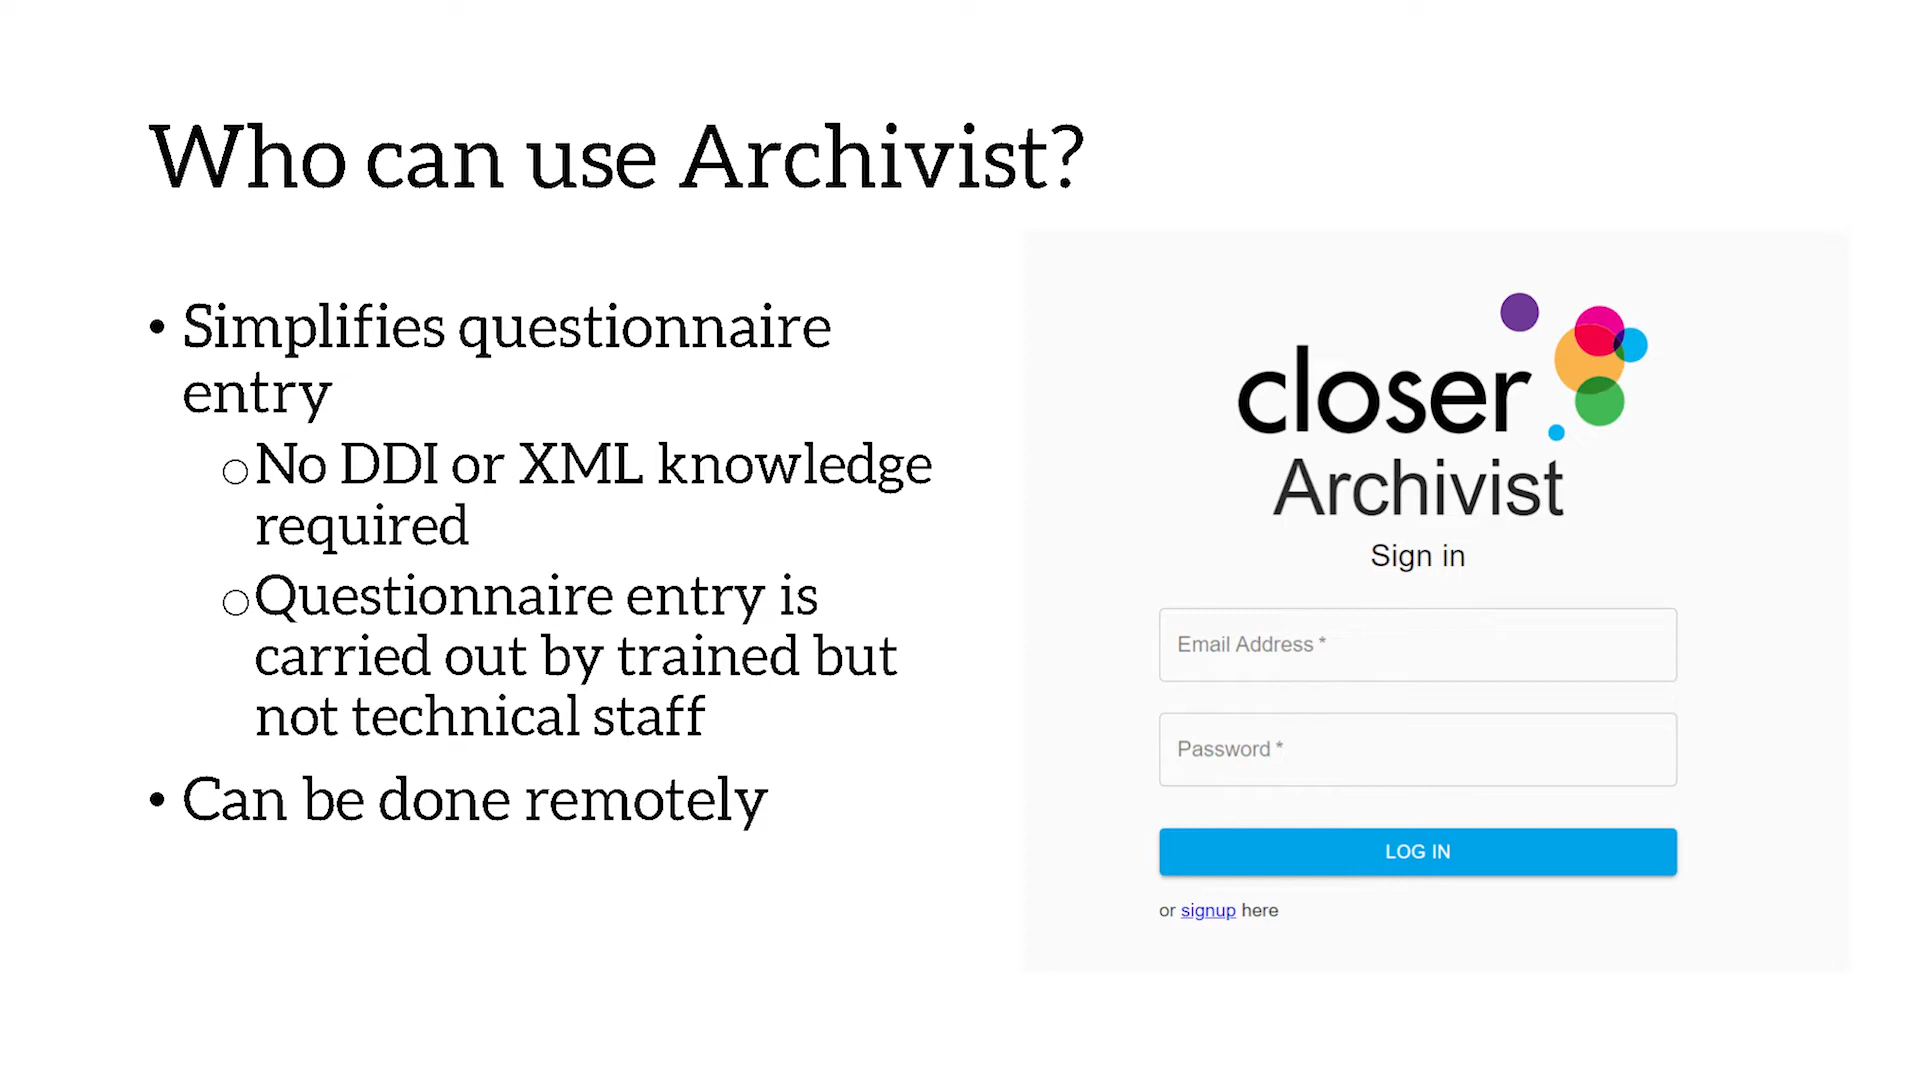 Who can use Archivist?
• Simplifies questionnaire
entry
○No DDI or XML knowledge
required
○Questionnaire entry is
carried out by trained but
not technical staff
• Can be done remotely
closer
Archivist
Sign in
Email Address *
Password *
LOG IN
or signup here